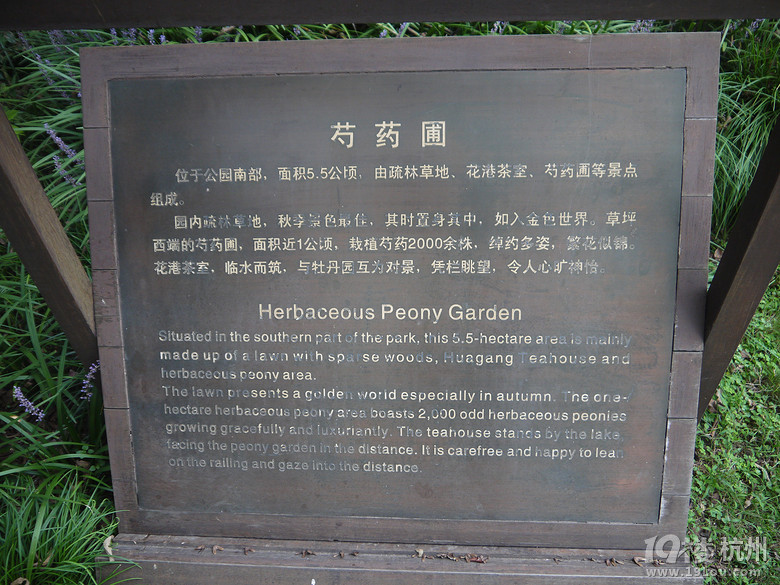 芍药圃
位于公园南部，面积5.5公顷，由疏林草地、花港茶室、芍药圃等景点
组成。
园内疏林草地，秋季景色最佳，其时置身其中，如入金色世界。草坪
西端的芍药圃，面积近1公顷，栽植芍药2000余株，绰约多姿，繁花似锦。
花港茶室，临水而筑，与牡丹园互为对景，凭栏眺望，令人心旷神怡。
Herbaceous Peony Garden
Situated in the southern part of the park, this 5.5-hectare area is mainly
made up of a lawn with sparse woods, Huagang Teahouse and
herbaceous peony area.
The lawn presents a golden world especially in autumn. The one-
hectare herbaceous peony area boasts 2,000 odd herbaceous peonies
growing gracefully and luxuriantly. The teahouse stands by the lake,
facing the peony garden in the distance. It is carefree and happy to lean
on the railing and gaze into the distance.
19楼杭州
www.19lou.com